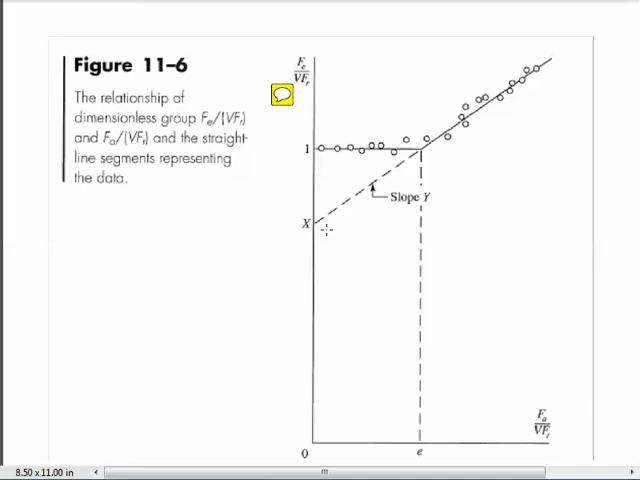 Figure 11–6
The relationship of
dimensionless group Fe/(VFr)
and Fa/(VFr) and the straight-
line segments representing
the data.
Fe
VFr
1
Slope Y
X
Fa
VFr
0
e
8.50 x 11.00 in